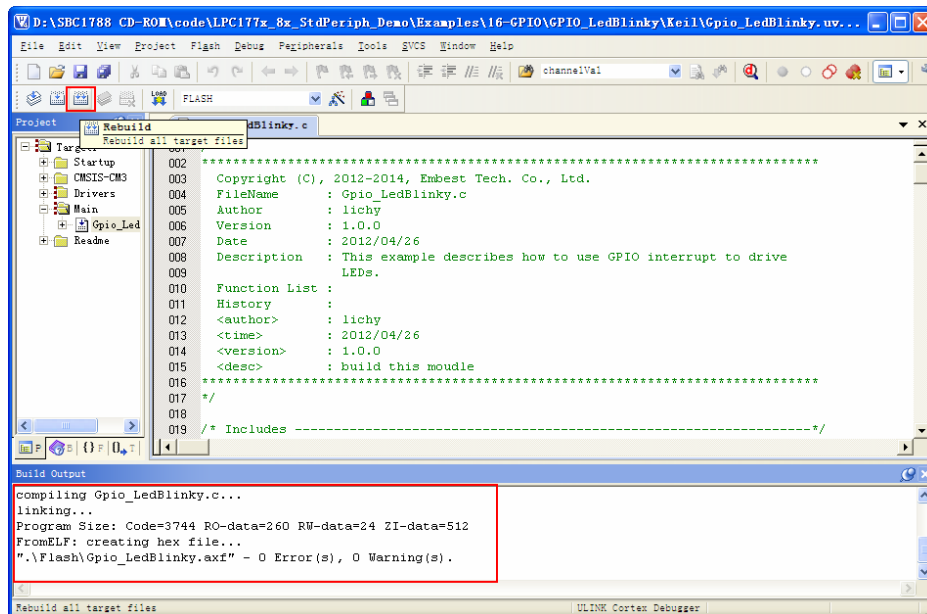 D:\SBC1788 CD-ROM\code\LPC177x_8x_StdPeriph_Demo\Examples\16-GPIO\GPIO_LedBlinky\Keil\Gpio_LedBlinky.uv...
File Edit View Project Flash Debug Peripherals Tools SVCS Window Help
channelVal
LOAD FLASH
Project
dBlinky.c
Rebuild
Rebuild all target files
Startup
CMSIS-CM3
Drivers
Main
Gpio_Led
Readme
002 *******************************************************************************
003 Copyright (C), 2012-2014, Embest Tech. Co., Ltd.
004 FileName : Gpio_LedBlinky.c
005 Author : lichy
006 Version : 1.0.0
007 Date : 2012/04/26
008 Description : This example describes how to use GPIO interrupt to drive
009 LEDs.
010 Function List :
011 History :
012 <author> : lichy
013 <time> : 2012/04/26
014 <version> : 1.0.0
015 <desc> : build this moudle
016 *******************************************************************************
017 */
018
019 /* Includes ------------------------------------------------------------------*/
P B {} F 0 T
Build Output
compiling Gpio_LedBlinky.c...
linking...
Program Size: Code=3744 RO-data=260 RW-data=24 ZI-data=512
FromELF: creating hex file...
".\Flash\Gpio_LedBlinky.axf" - 0 Error(s), 0 Warning(s).
Rebuild all target files
ULINK Cortex Debugger